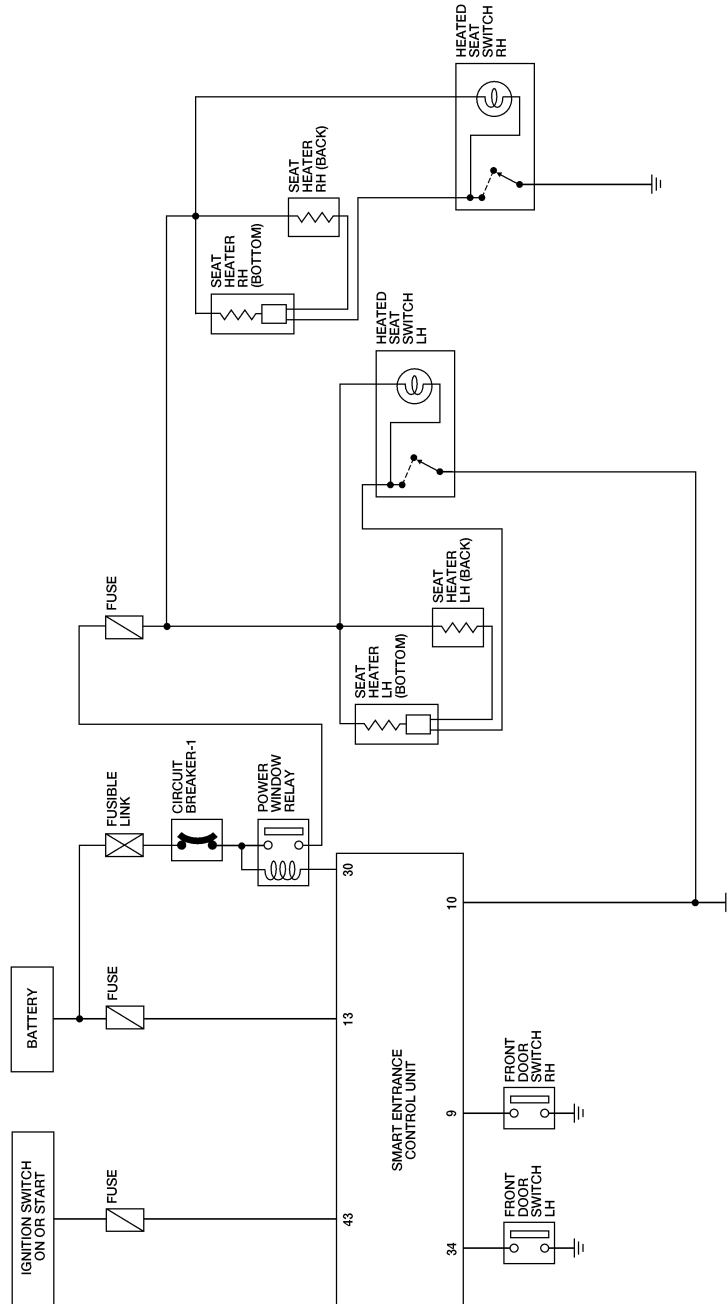 IGNITION SWITCH
ON OR START
BATTERY
FUSE
FUSE
FUSIBLE
LINK
CIRCUIT
BREAKER-1
POWER
WINDOW
RELAY
FUSE
SEAT
HEATER
LH
(BOTTOM)
SEAT
HEATER
LH (BACK)
HEATED
SEAT
SWITCH
LH
SEAT
HEATER
RH
(BOTTOM)
SEAT
HEATER
RH (BACK)
HEATED
SEAT
SWITCH
RH
43
13
30
SMART ENTRANCE
CONTROL UNIT
34
9
10
FRONT
DOOR
SWITCH
LH
FRONT
DOOR
SWITCH
RH